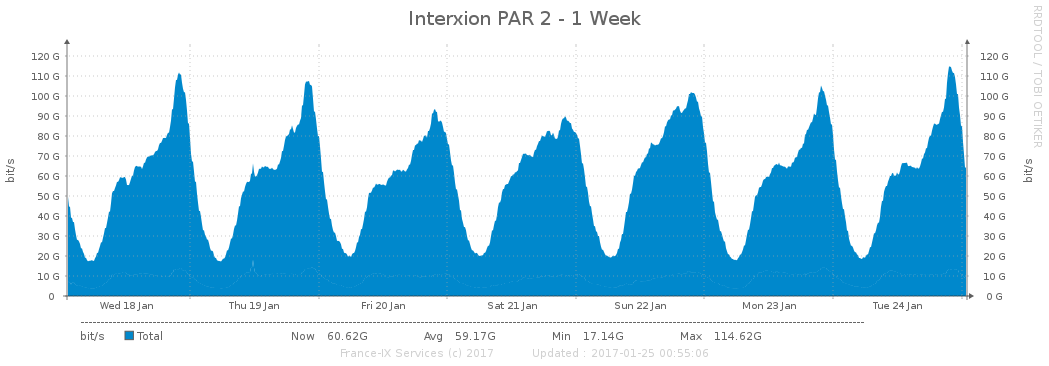 Interxion PAR 2 - 1 Week
RRDTOOL / TOBI OETIKER
bit/s
120 G 120 G
110 G 110 G
100 G 100 G
90 G 90 G
80 G 80 G
70 G 70 G
60 G 60 G
50 G 50 G
40 G 40 G
30 G 30 G
20 G 20 G
10 G 10 G
0 0 G
bit/s
Wed 18 Jan Thu 19 Jan Fri 20 Jan Sat 21 Jan Sun 22 Jan Mon 23 Jan Tue 24 Jan
bit/s Total Now 60.62G Avg 59.17G Min 17.14G Max 114.62G
France-IX Services (c) 2017 Updated : 2017-01-25 00:55:06